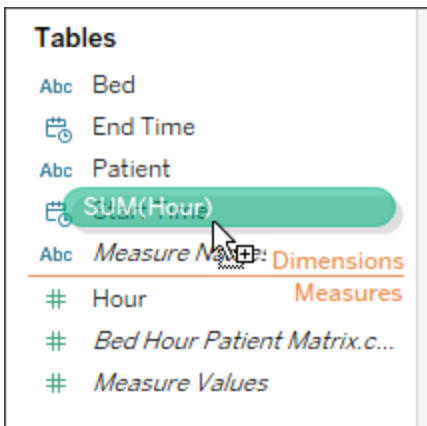 Tables
Abc Bed
End Time
Abc Patient
SUM(Hour)
Abc Measure N
Dimensions
Measures
# Hour
# Bed Hour Patient Matrix.c...
# Measure Values